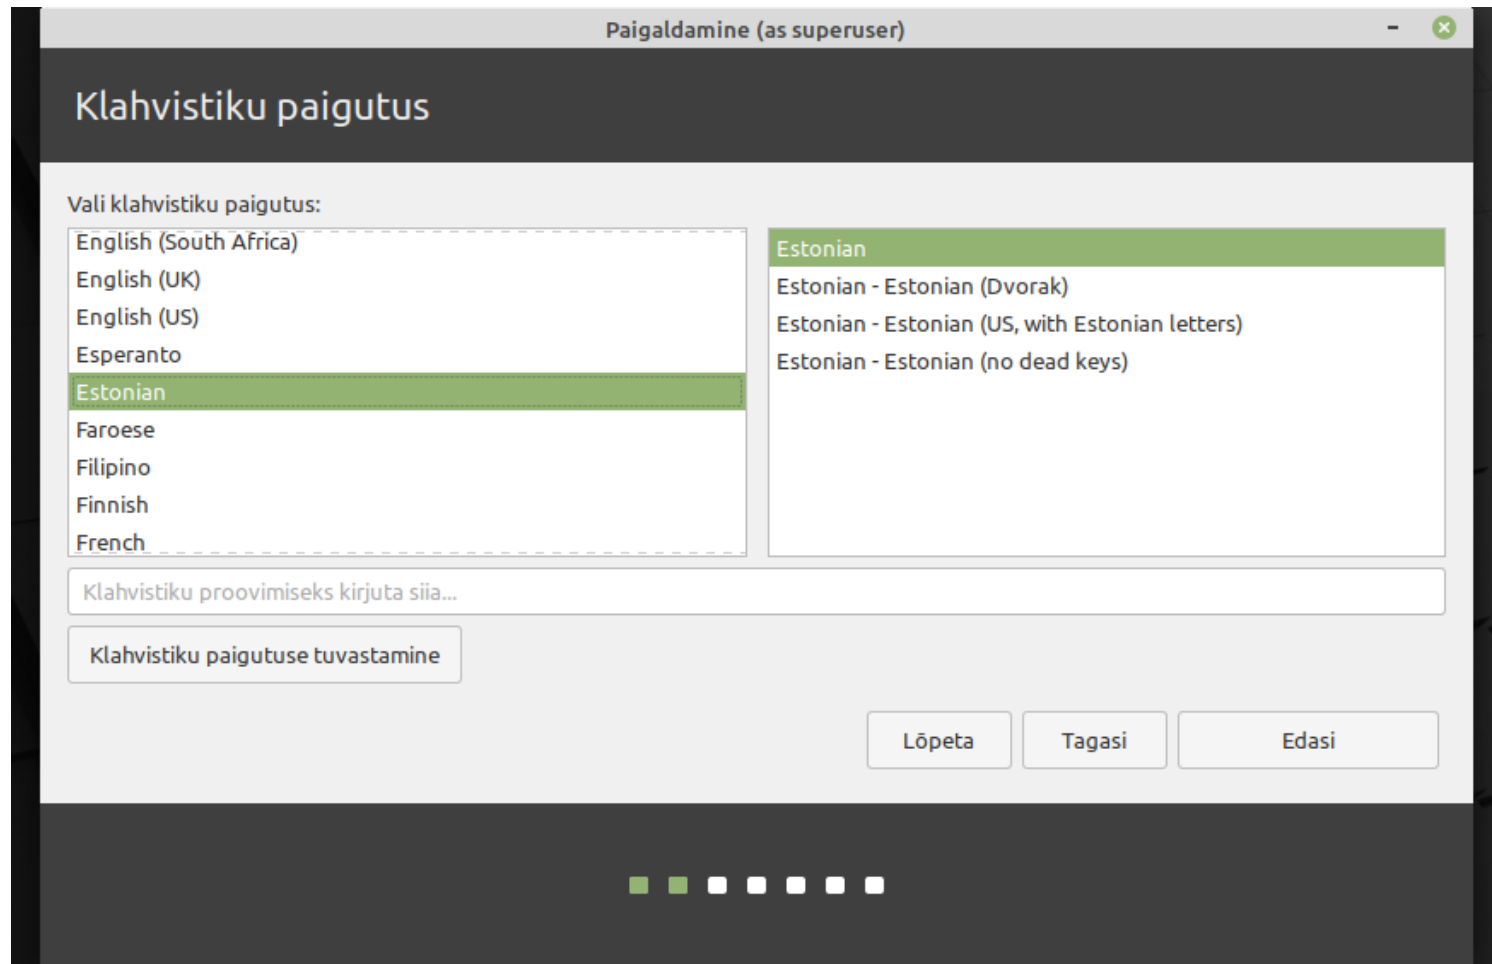 Paigaldamine (as superuser)
Klahvistiku paigutus
Vali klahvistiku paigutus:
English (South Africa)
English (UK)
English (US)
Esperanto
Estonian
Faroese
Filipino
Finnish
French
Estonian
Estonian - Estonian (Dvorak)
Estonian - Estonian (US, with Estonian letters)
Estonian - Estonian (no dead keys)
Klahvistiku proovimiseks kirjuta siia...
Klahvistiku paigutuse tuvastamine
Lõpeta
Tagasi
Edasi